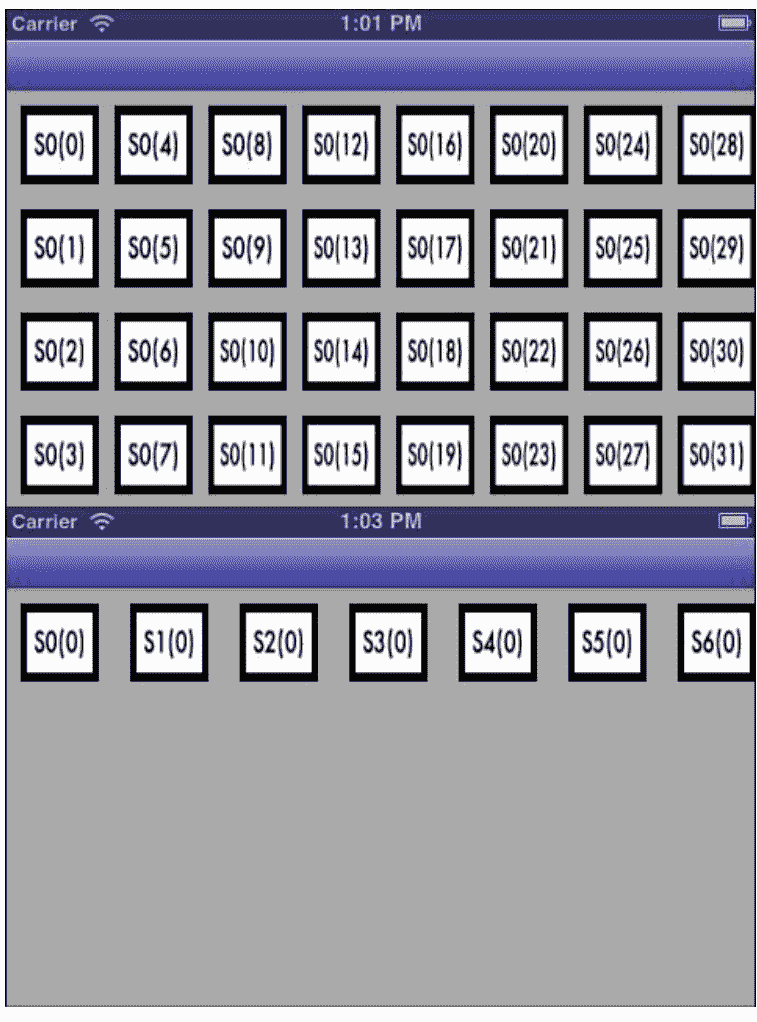 Carrier 1:01 PM
S0(0) S0(4) S0(8) S0(12) S0(16) S0(20) S0(24) S0(28)
S0(1) S0(5) S0(9) S0(13) S0(17) S0(21) S0(25) S0(29)
S0(2) S0(6) S0(10) S0(14) S0(18) S0(22) S0(26) S0(30)
S0(3) S0(7) S0(11) S0(15) S0(19) S0(23) S0(27) S0(31)
Carrier 1:03 PM
S0(0) S1(0) S2(0) S3(0) S4(0) S5(0) S6(0)